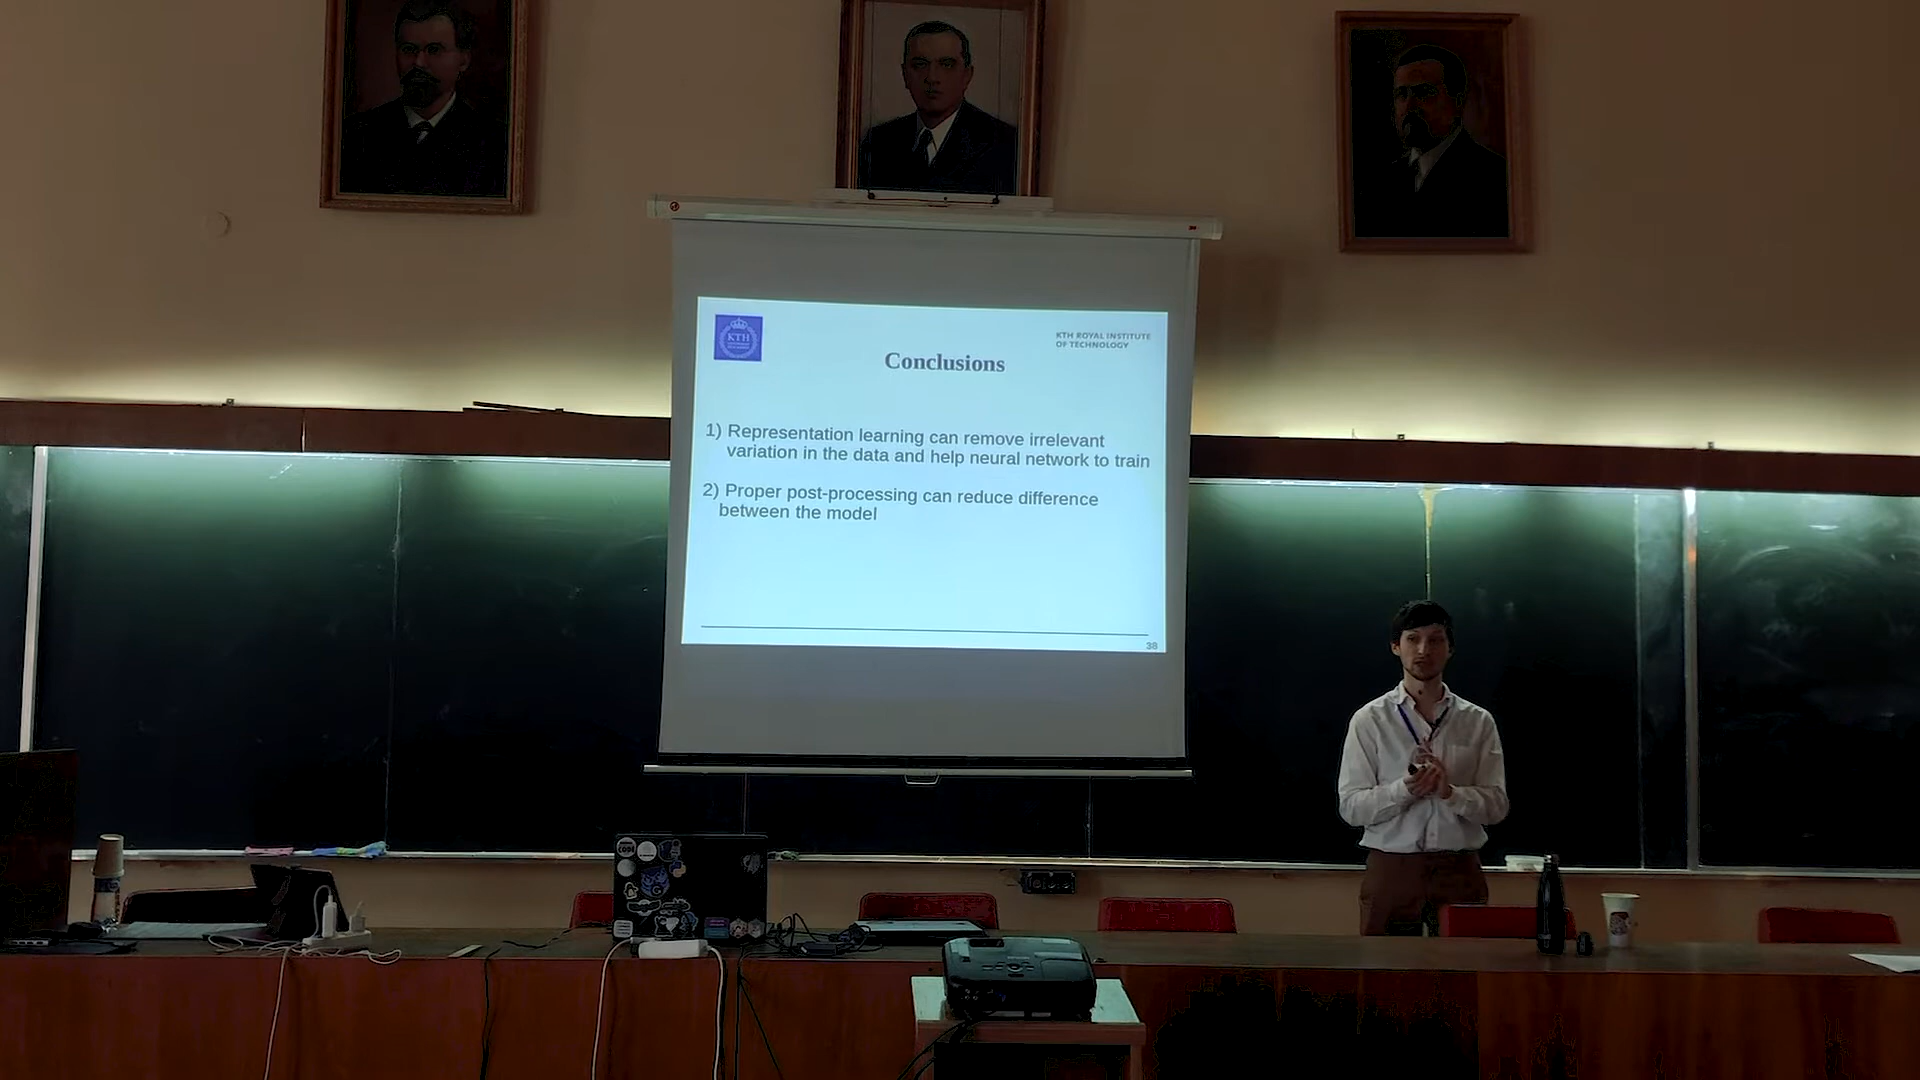 KTH
KTH ROYAL INSTITUTE
OF TECHNOLOGY
Conclusions
1) Representation learning can remove irrelevant
variation in the data and help neural network to train
2) Proper post-processing can reduce difference
between the model
38